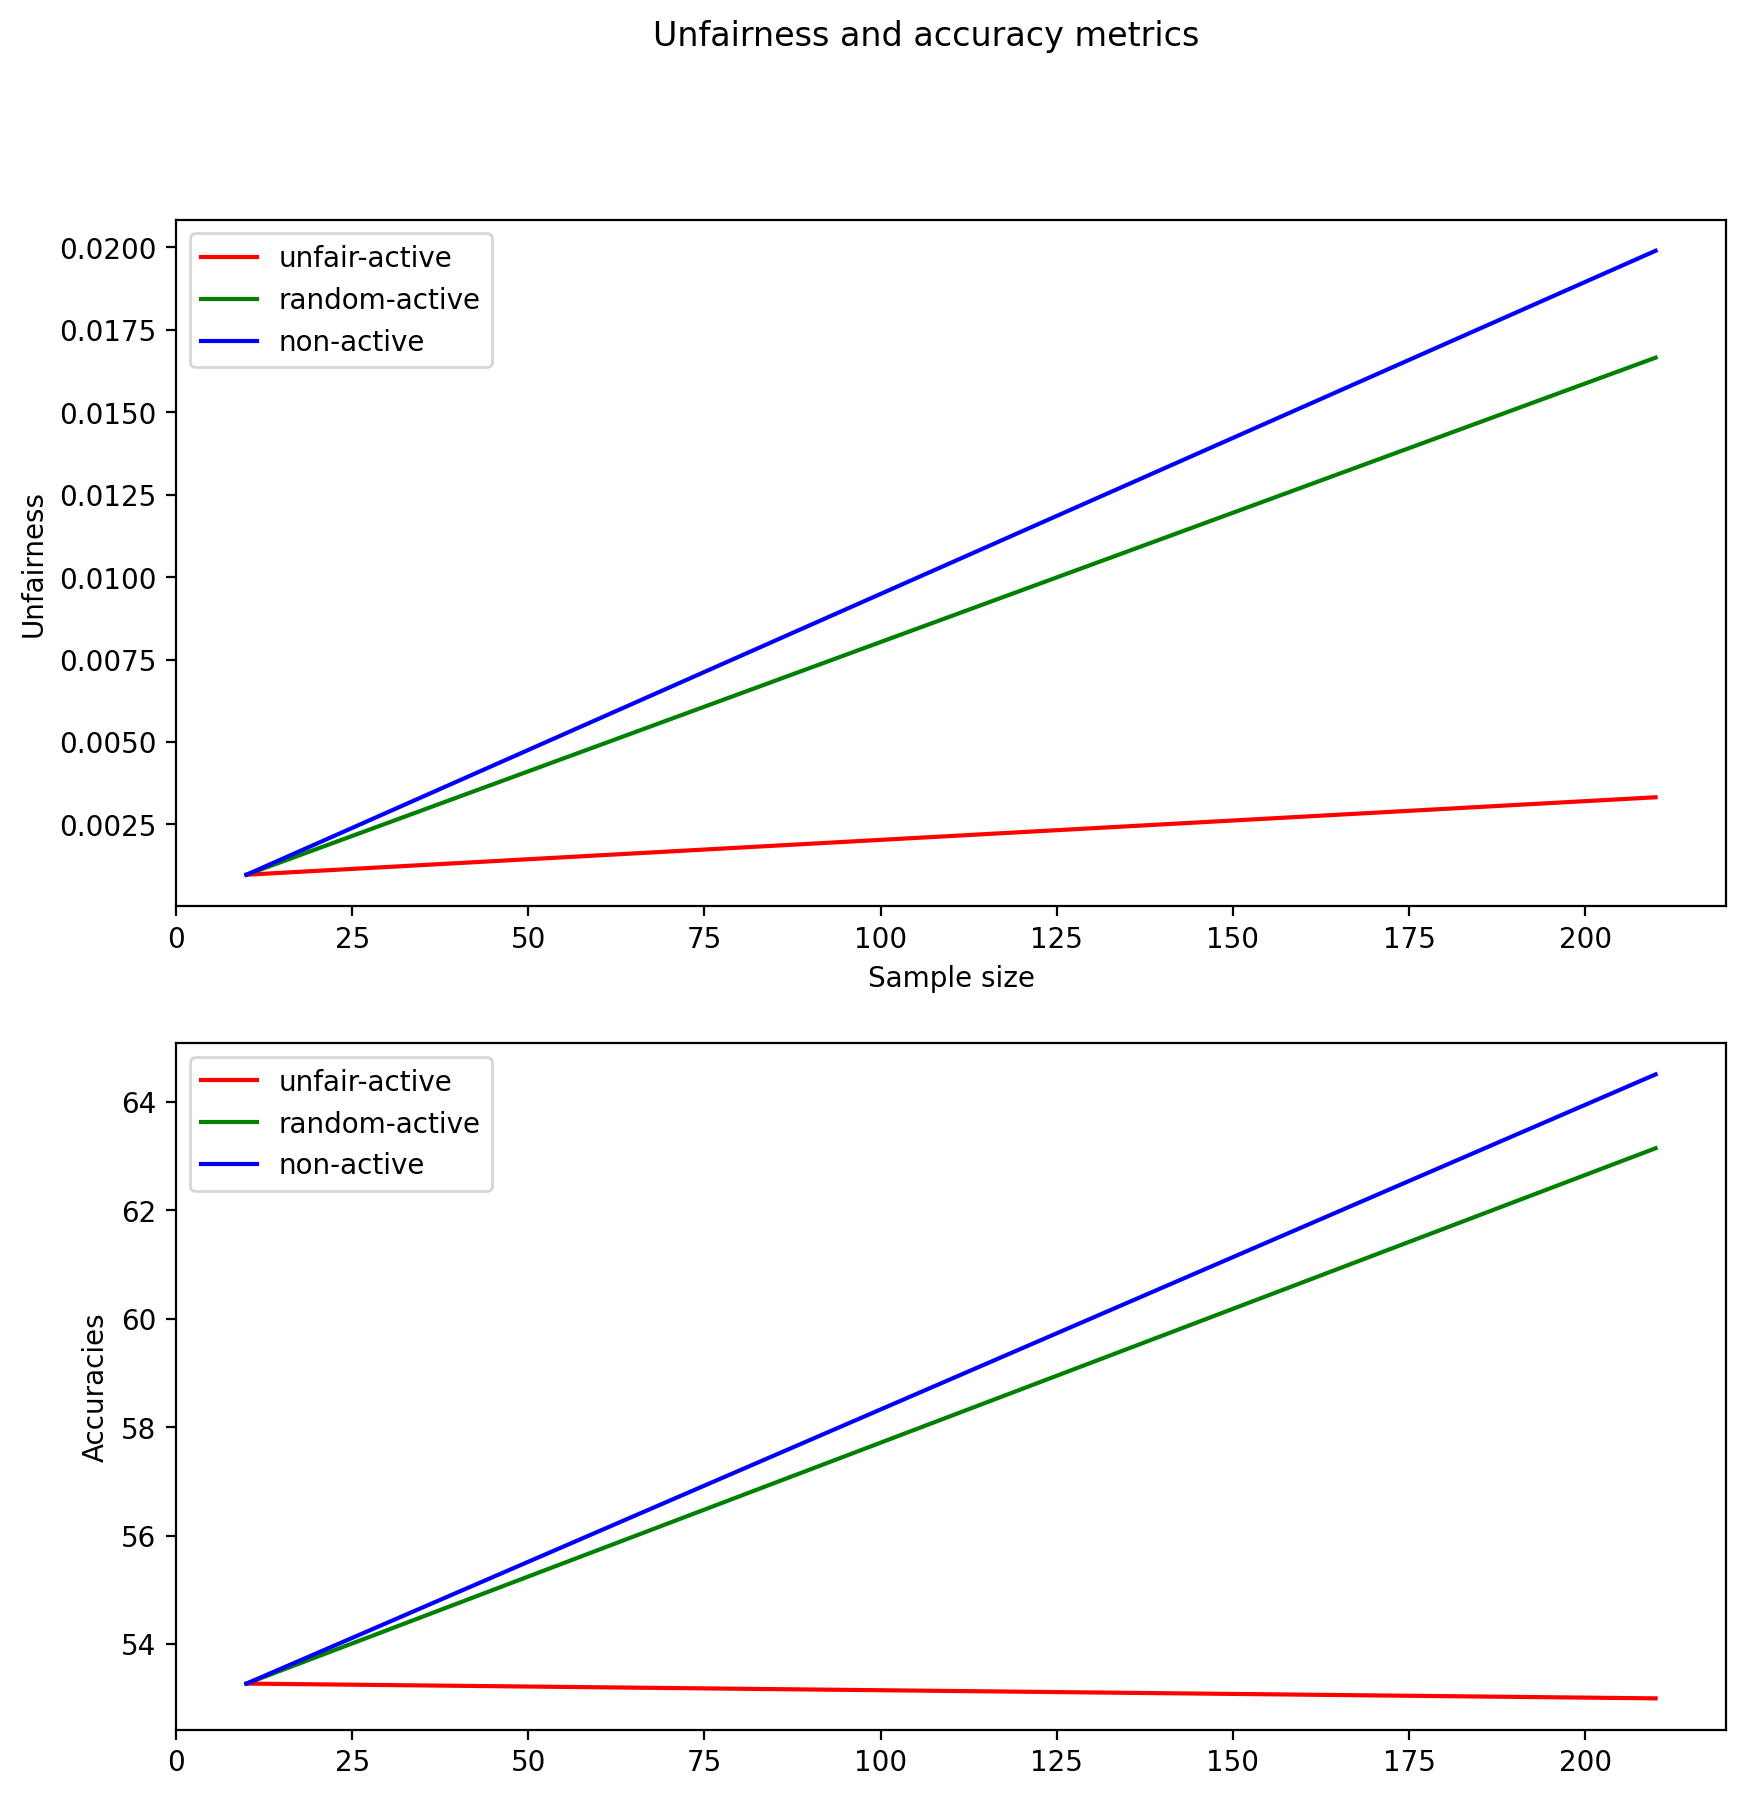 Unfairness and accuracy metrics
0.0200
0.0175
0.0150
0.0125
0.0100
0.0075
0.0050
0.0025
Unfairness
unfair-active
random-active
non-active
0 25 50 75 100 125 150 175 200
Sample size
64
62
60
58
56
54
Accuracies
unfair-active
random-active
non-active
0 25 50 75 100 125 150 175 200